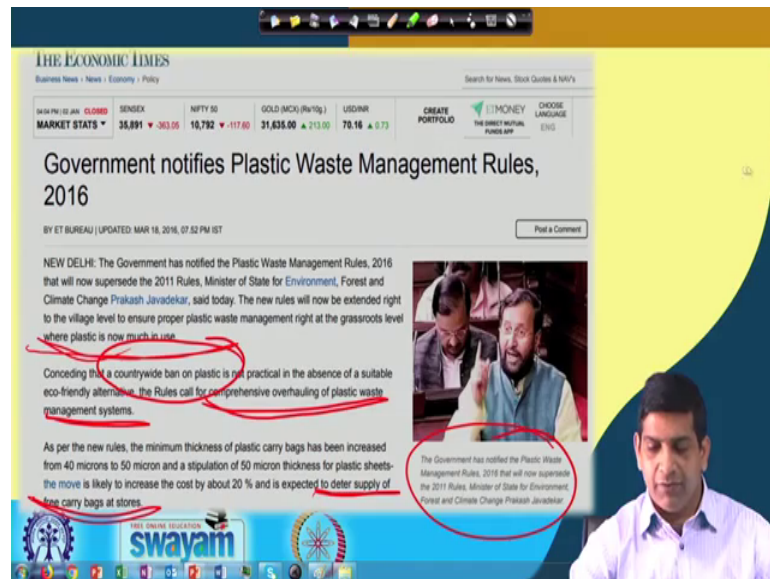 THE ECONOMIC TIMES
Business News › News › Economy › Policy
Search for News, Stock Quotes & NAV's
04:04 PM | 02 JAN CLOSED
MARKET STATS ▼
SENSEX
35,891 ▼ -363.05
NIFTY 50
10,792 ▼ -117.60
GOLD (MCX) (Rs/10g.)
31,635.00 ▲ 213.00
USD/INR
70.16 ▲ 0.73
CREATE
PORTFOLIO
ETMONEY
THE DIRECT MUTUAL
FUNDS APP
CHOOSE
LANGUAGE
ENG
Government notifies Plastic Waste Management Rules,
2016
BY ET BUREAU | UPDATED: MAR 18, 2016, 07.52 PM IST
Post a Comment
NEW DELHI: The Government has notified the Plastic Waste Management Rules, 2016
that will now supersede the 2011 Rules, Minister of State for Environment, Forest and
Climate Change Prakash Javadekar, said today. The new rules will now be extended right
to the village level to ensure proper plastic waste management right at the grassroots level
where plastic is now much in use.
Conceding that a countrywide ban on plastic is not practical in the absence of a suitable
eco-friendly alternative, the Rules call for comprehensive overhauling of plastic waste
management systems.
As per the new rules, the minimum thickness of plastic carry bags has been increased
from 40 microns to 50 micron and a stipulation of 50 micron thickness for plastic sheets-
the move is likely to increase the cost by about 20 % and is expected to deter supply of
free carry bags at stores.
The Government has notified the Plastic Waste
Management Rules, 2016 that will now supersede
the 2011 Rules, Minister of State for Environment,
Forest and Climate Change Prakash Javadekar
FREE ONLINE EDUCATION
swayam